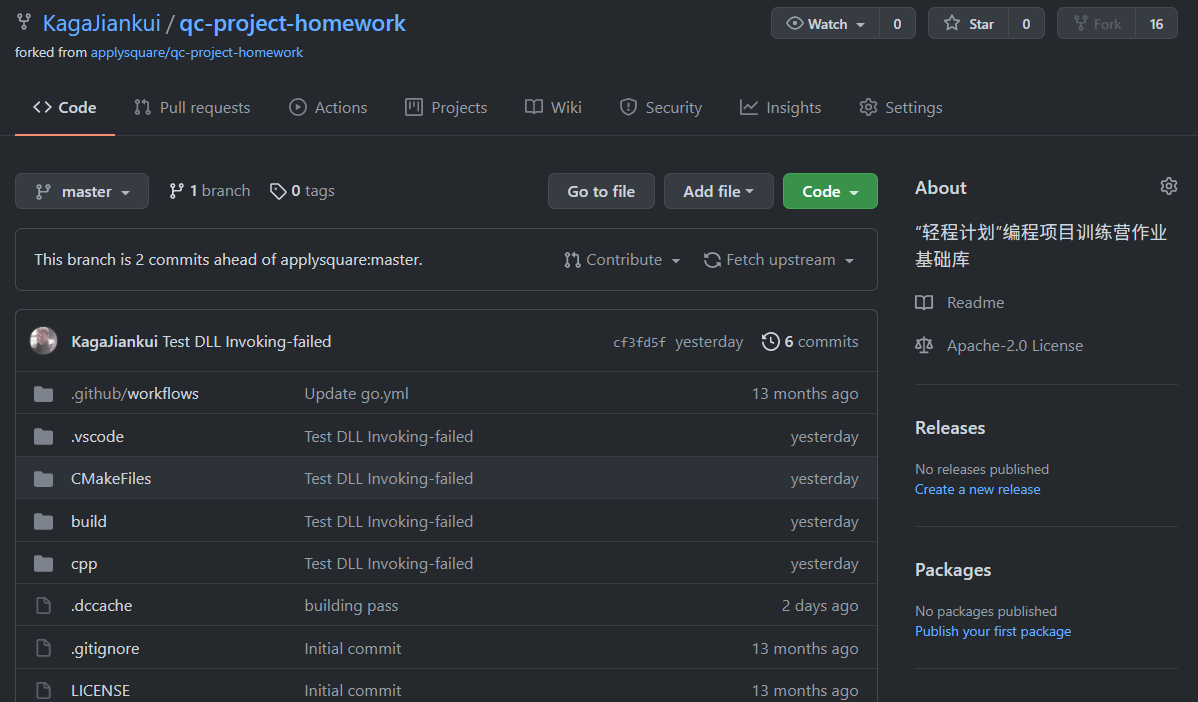 KagaJiankui / qc-project-homework
Watch 0
Star 0
Fork 16
forked from applysquare/qc-project-homework
Code
Pull requests
Actions
Projects
Wiki
Security
Insights
Settings
master
1 branch
0 tags
Go to file
Add file
Code
This branch is 2 commits ahead of applysquare:master.
Contribute
Fetch upstream
KagaJiankui Test DLL Invoking-failed cf3fd5f yesterday 6 commits
.github/workflows Update go.yml 13 months ago
.vscode Test DLL Invoking-failed yesterday
CMakeFiles Test DLL Invoking-failed yesterday
build Test DLL Invoking-failed yesterday
cpp Test DLL Invoking-failed yesterday
.dccache building pass 2 days ago
.gitignore Initial commit 13 months ago
LICENSE Initial commit 13 months ago
About
“轻程计划”编程项目训练营作业
基础库
Readme
Apache-2.0 License
Releases
No releases published
Create a new release
Packages
No packages published
Publish your first package